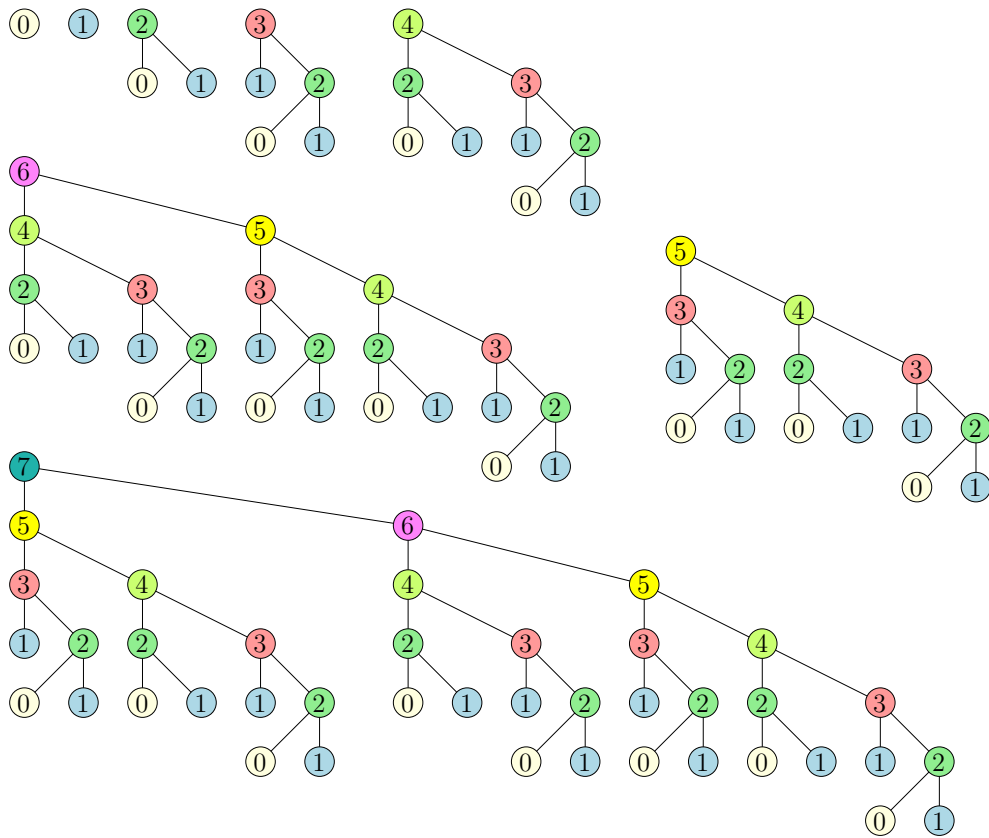 0 1 2 3 4
0 1 1 2 2 3
0 1 0 1 1 2
6
0 1
4 5
5
2 3 3 4
3 4
0 1 1 2 1 2 2 3
1 2 2 3
0 1 0 1 0 1 1 2
0 1 0 1 1 2
7
0 1
0 1
5 6
3 4 4 5
1 2 2 3 2 3 3 4
0 1 0 1 1 2 0 1 1 2 1 2 2 3
0 1 0 1 0 1 0 1 1 2
0 1